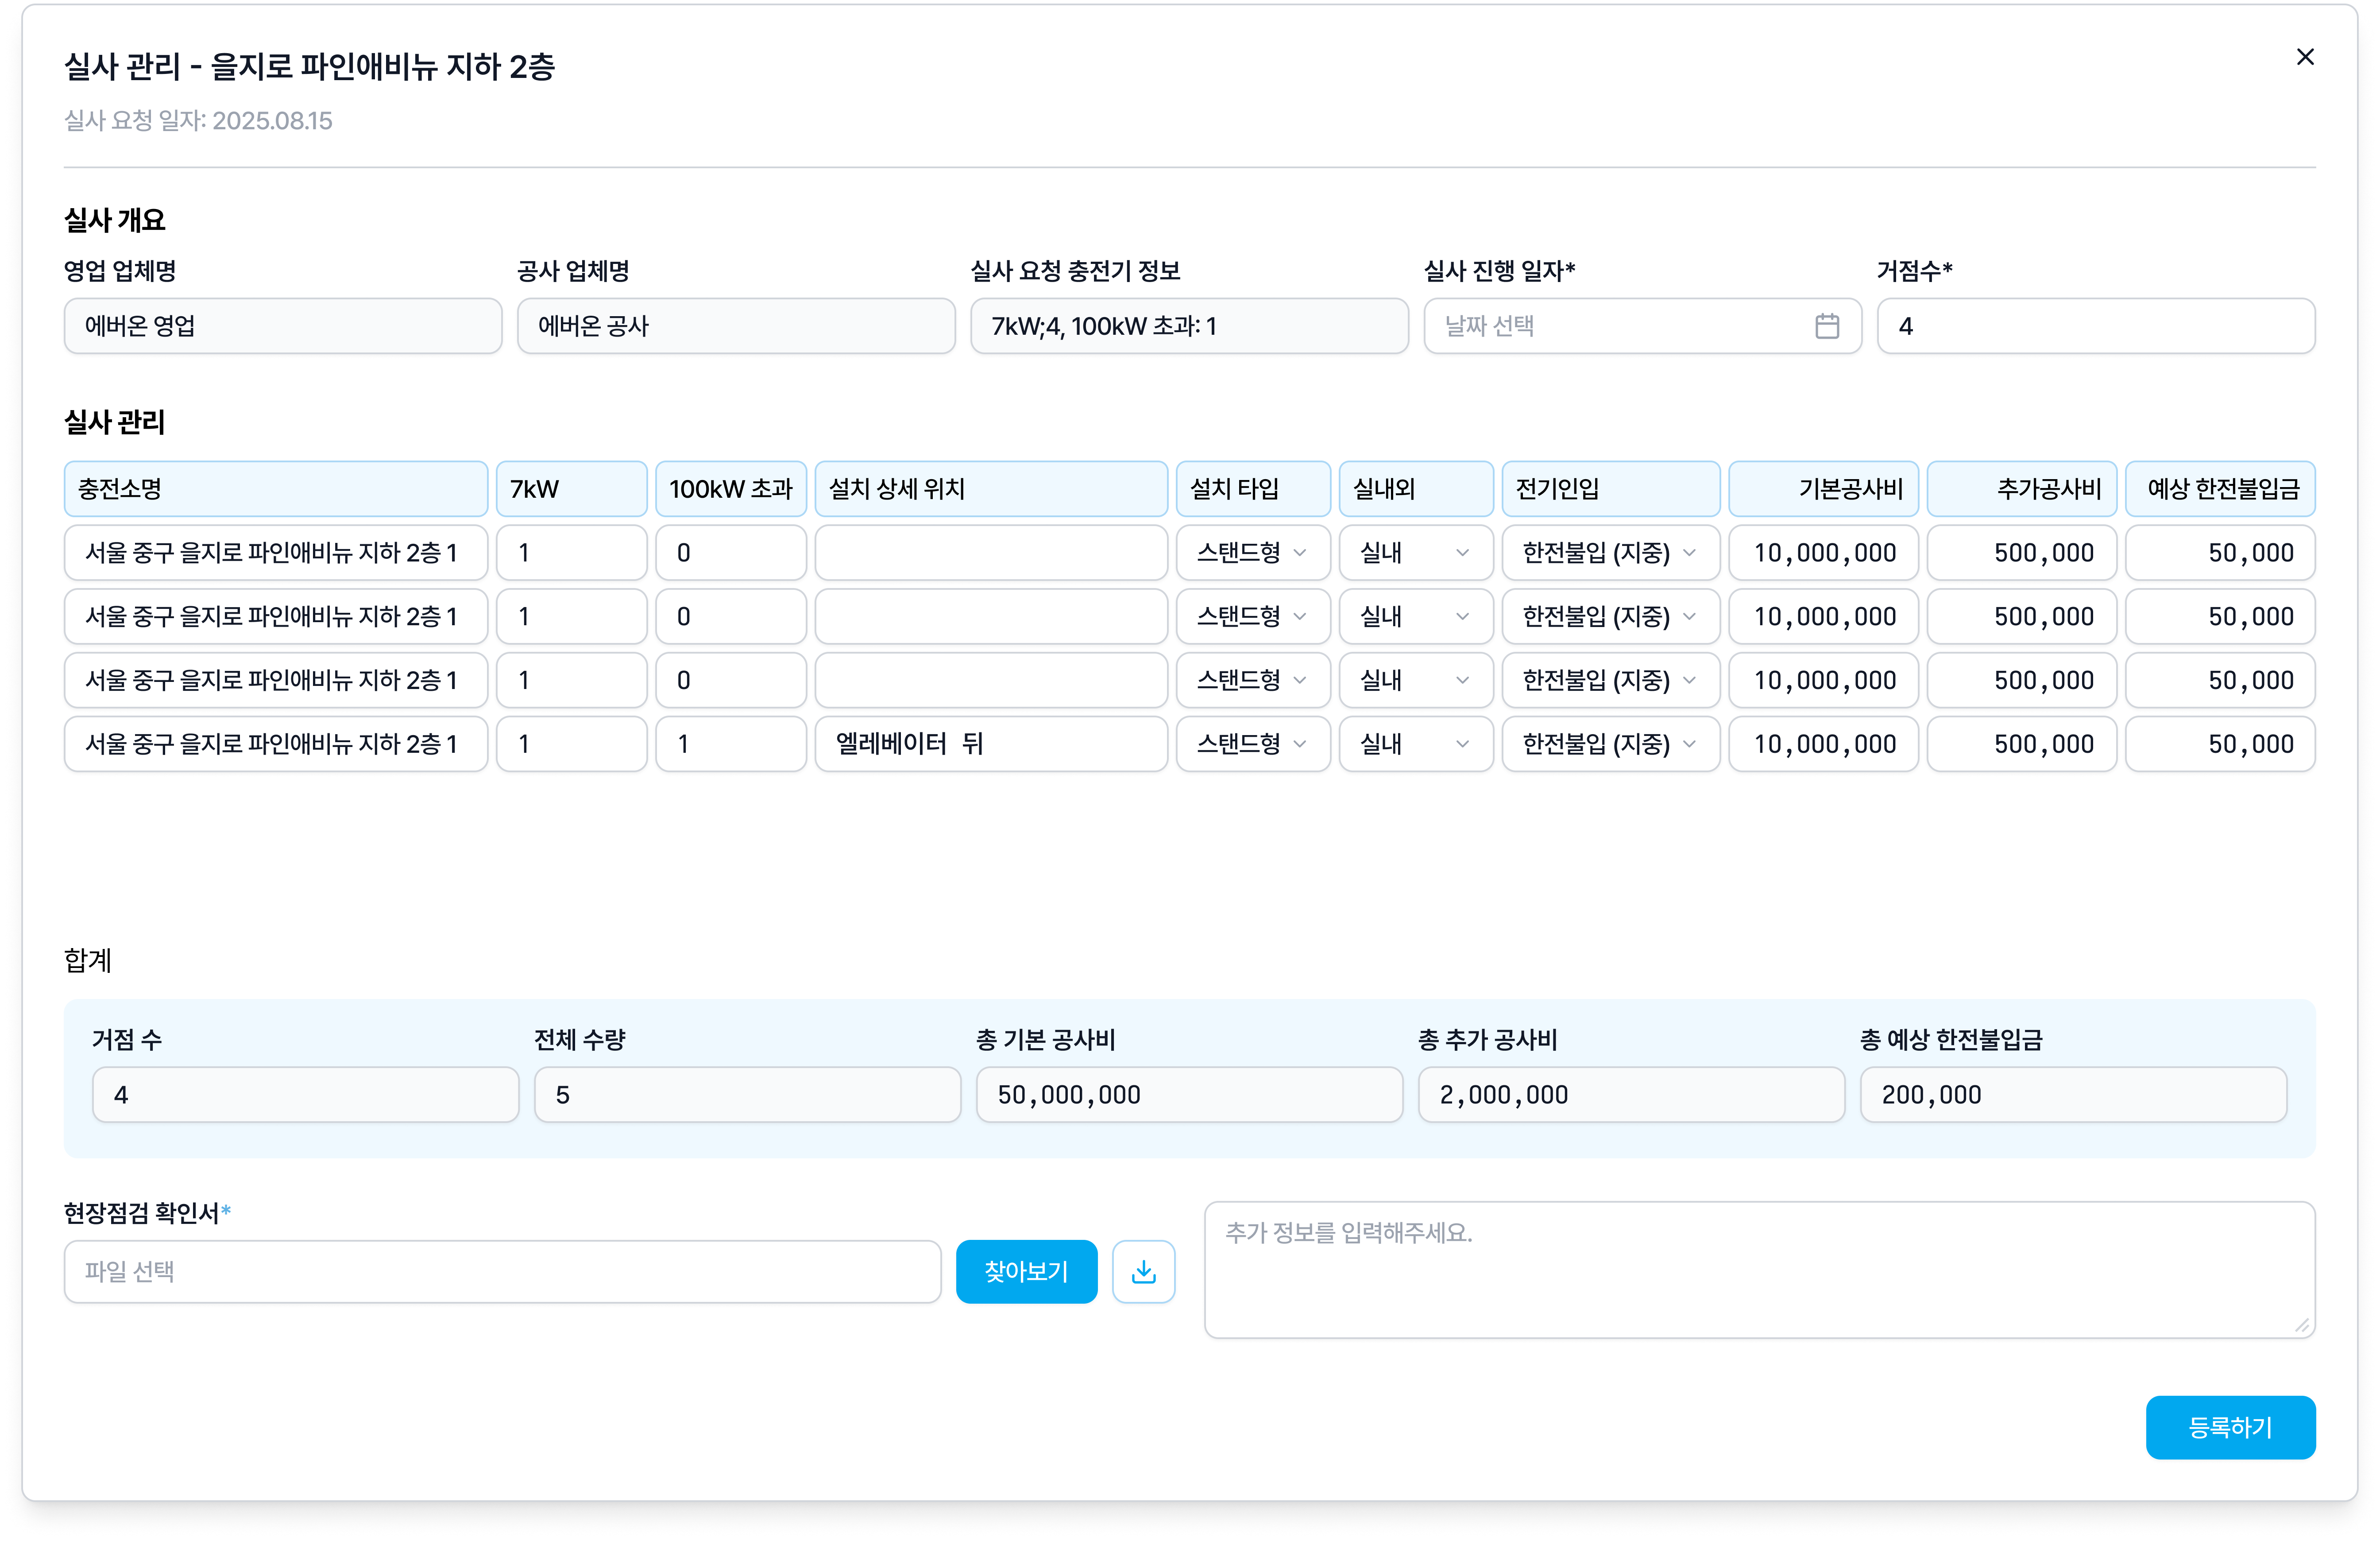 실사 관리 - 을지로 파인애비뉴 지하 2층
실사 요청 일자: 2025.08.15
실사 개요
영업 업체명 공사 업체명 실사 요청 충전기 정보 실사 진행 일자* 거점수*
에버온 영업 에버온 공사 7kW;4, 100kW 초과: 1 날짜 선택 4
실사 관리
충전소명 7kW 100kW 초과 설치 상세 위치 설치 타입 실내외 전기인입 기본공사비 추가공사비 예상 한전불입금
서울 중구 을지로 파인애비뉴 지하 2층 1 1 0 스탠드형 실내 한전불입 (지중) 10,000,000 500,000 50,000
서울 중구 을지로 파인애비뉴 지하 2층 1 1 0 스탠드형 실내 한전불입 (지중) 10,000,000 500,000 50,000
서울 중구 을지로 파인애비뉴 지하 2층 1 1 0 스탠드형 실내 한전불입 (지중) 10,000,000 500,000 50,000
서울 중구 을지로 파인애비뉴 지하 2층 1 1 1 엘레베이터 뒤 스탠드형 실내 한전불입 (지중) 10,000,000 500,000 50,000
합계
거점 수 전체 수량 총 기본 공사비 총 추가 공사비 총 예상 한전불입금
4 5 50,000,000 2,000,000 200,000
현장점검 확인서*
파일 선택 찾아보기
추가 정보를 입력해주세요.
등록하기